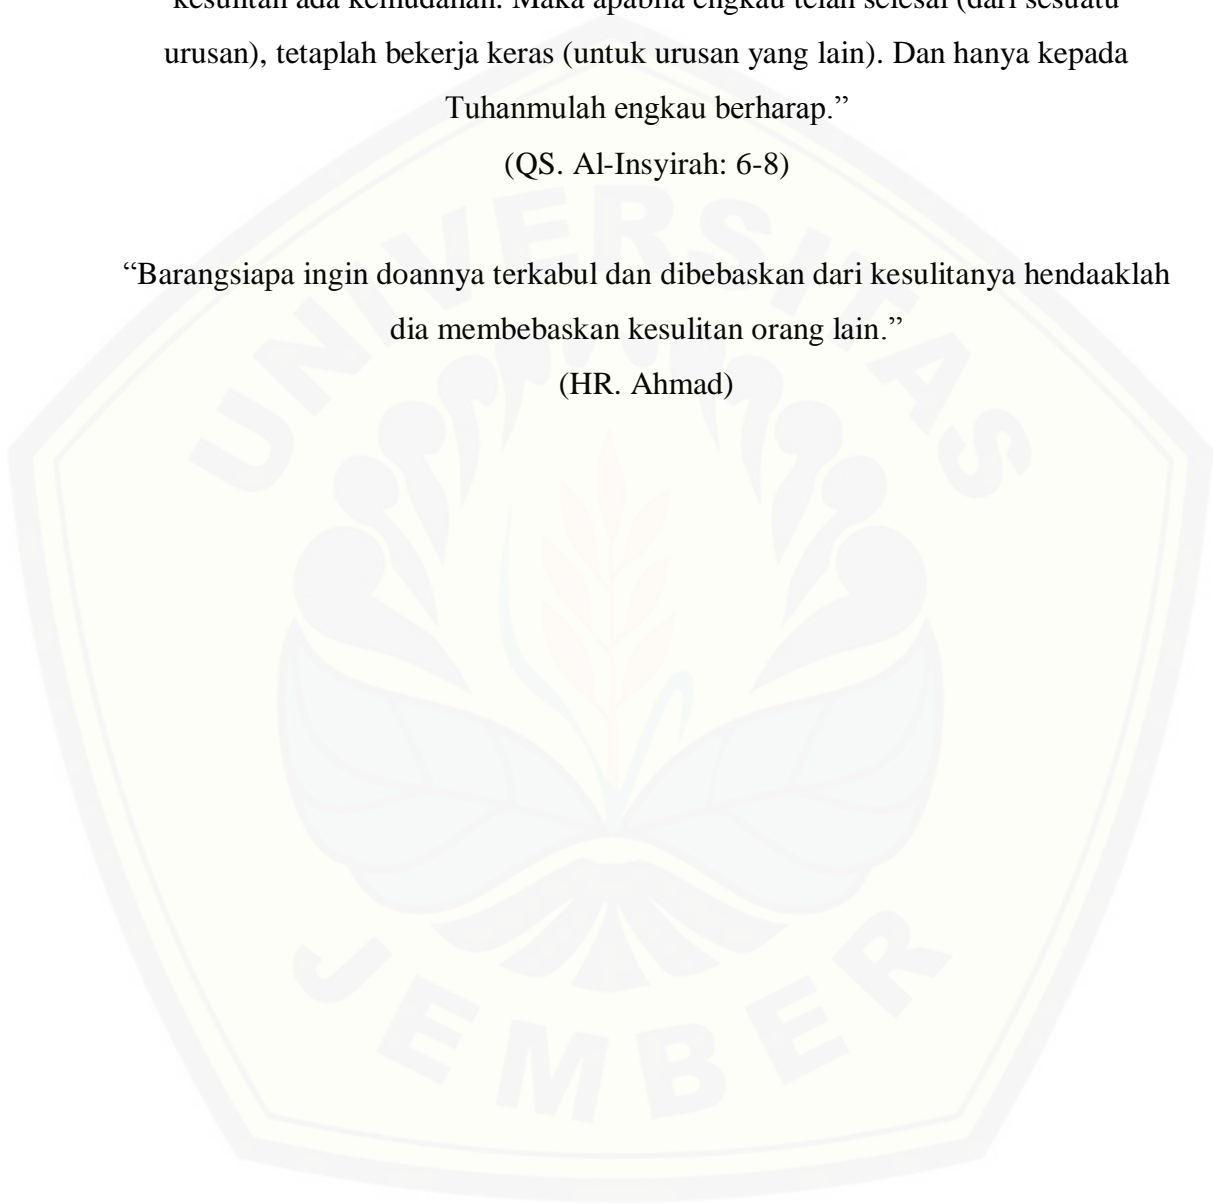 kesulitan ada kemudahan. Maka apabila engkau telah selesai (dari sesuatu
urusan), tetaplah bekerja keras (untuk urusan yang lain). Dan hanya kepada
Tuhanmulah engkau berharap.”
(QS. Al-Insyirah: 6-8)
“Barangsiapa ingin doannya terkabul dan dibebaskan dari kesulitanya hendaaklah
dia membebaskan kesulitan orang lain.”
(HR. Ahmad)
UNIVERSITAS
JEMBER